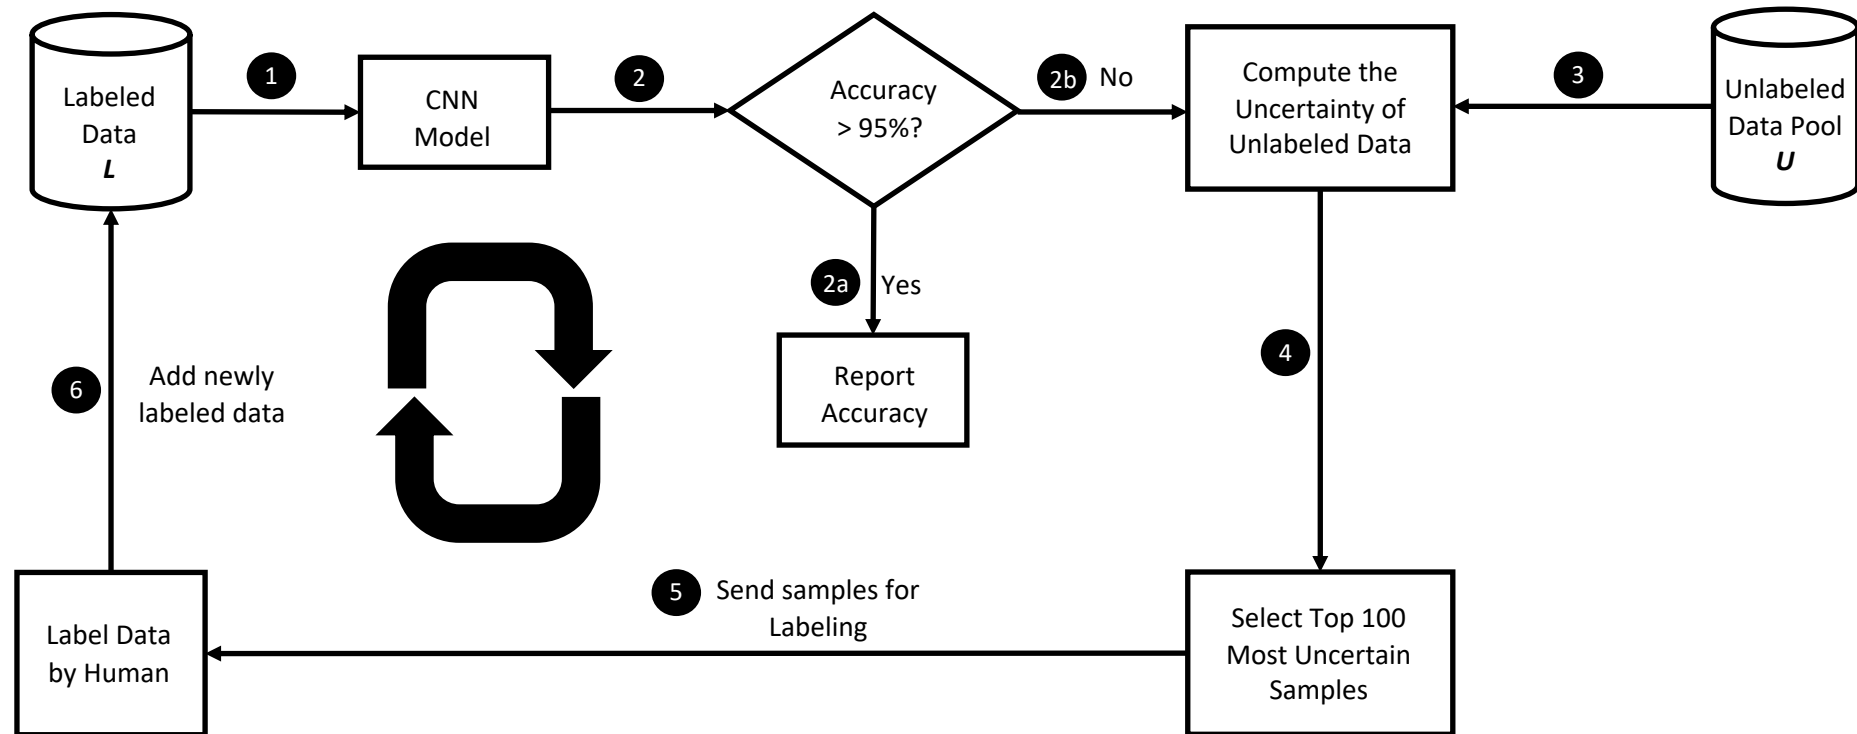 Labeled
Data
L
1
CNN
Model
2
Accuracy
> 95%?
2b No
Compute the
Uncertainty of
Unlabeled Data
3
Unlabeled
Data Pool
U
2a Yes
Report
Accuracy
4
6
Add newly
labeled data
5
Send samples for
Labeling
Label Data
by Human
Select Top 100
Most Uncertain
Samples